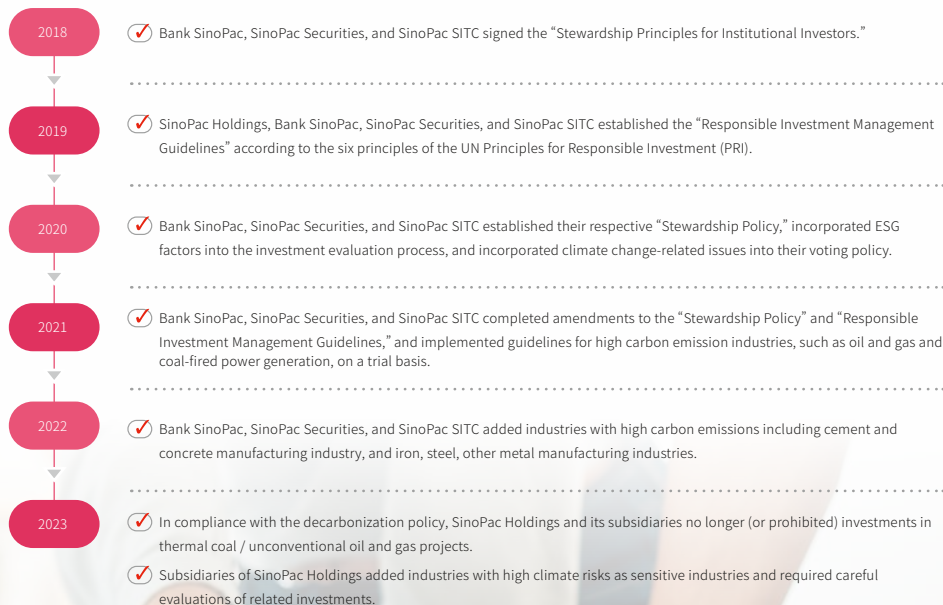 2018
Bank SinoPac, SinoPac Securities, and SinoPac SITC signed the “Stewardship Principles for Institutional Investors.”
2019
SinoPac Holdings, Bank SinoPac, SinoPac Securities, and SinoPac SITC established the “Responsible Investment Management
Guidelines” according to the six principles of the UN Principles for Responsible Investment (PRI).
2020
Bank SinoPac, SinoPac Securities, and SinoPac SITC established their respective “Stewardship Policy,” incorporated ESG
factors into the investment evaluation process, and incorporated climate change-related issues into their voting policy.
2021
Bank SinoPac, SinoPac Securities, and SinoPac SITC completed amendments to the “Stewardship Policy” and “Responsible
Investment Management Guidelines,” and implemented guidelines for high carbon emission industries, such as oil and gas and
coal-fired power generation, on a trial basis.
2022
Bank SinoPac, SinoPac Securities, and SinoPac SITC added industries with high carbon emissions including cement and
concrete manufacturing industry, and iron, steel, other metal manufacturing industries.
2023
In compliance with the decarbonization policy, SinoPac Holdings and its subsidiaries no longer (or prohibited) investments in
thermal coal / unconventional oil and gas projects.
Subsidiaries of SinoPac Holdings added industries with high climate risks as sensitive industries and required careful
evaluations of related investments.